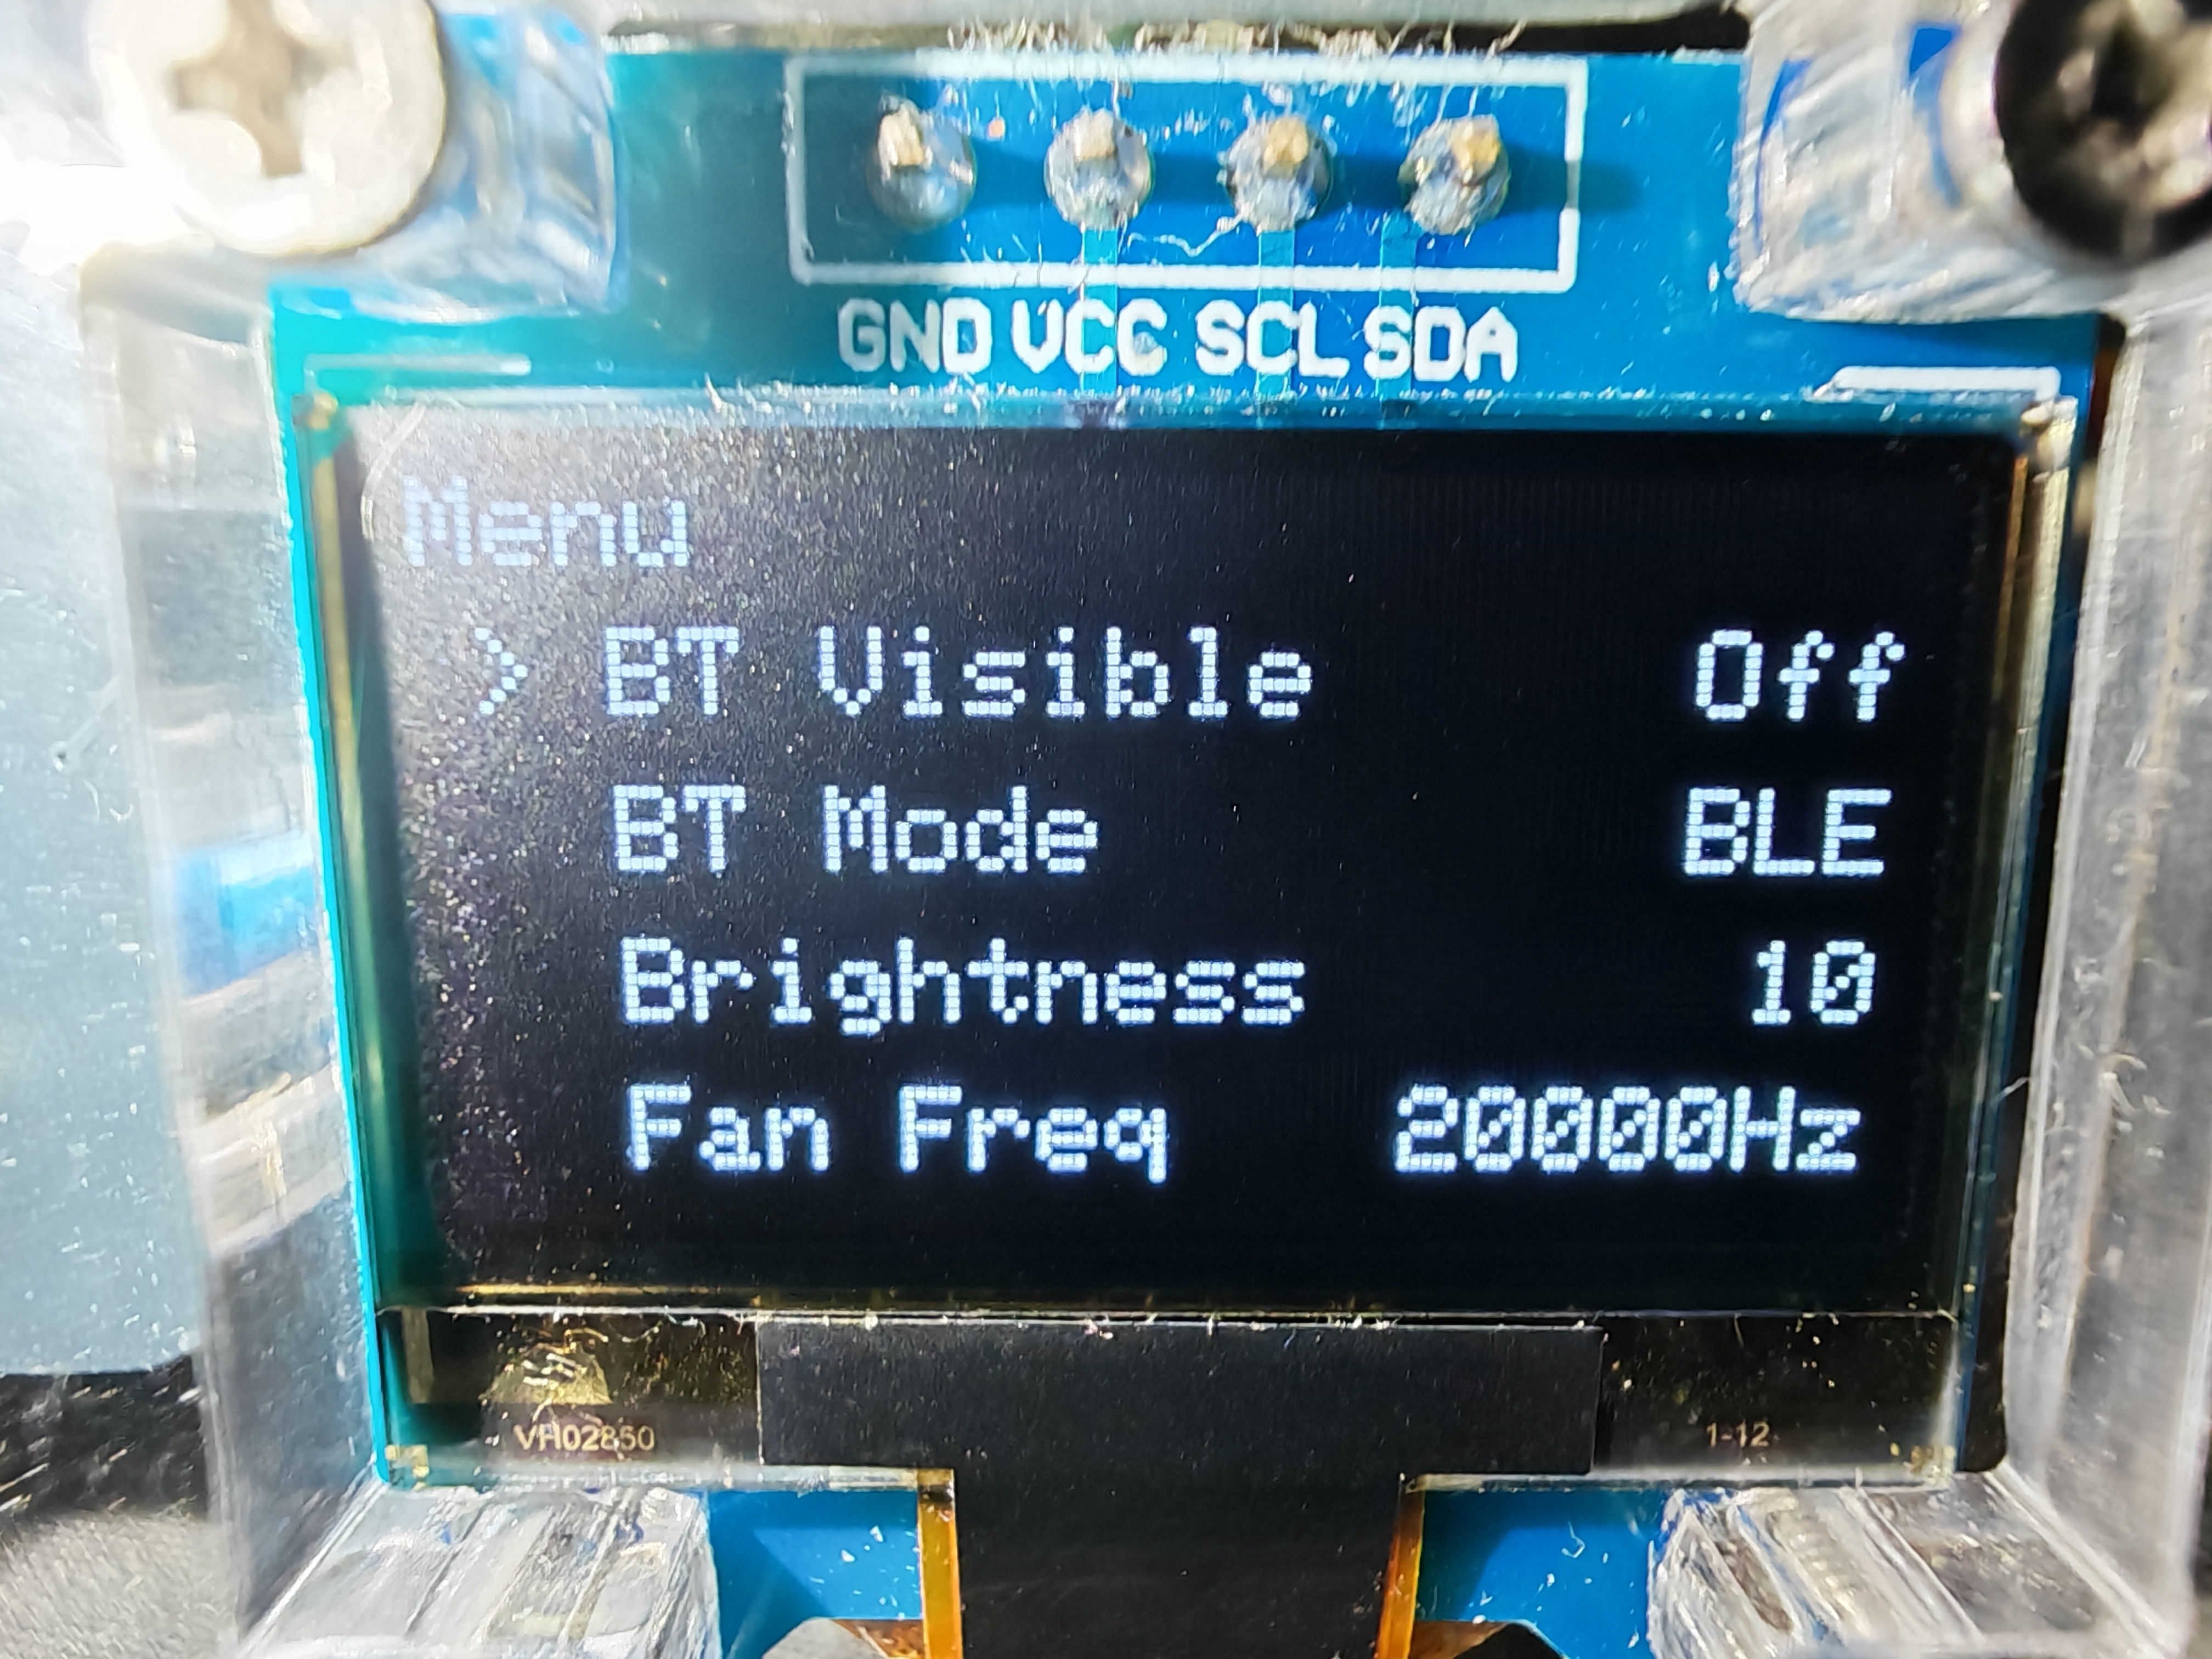 GND VCC SCL SDA
Menu
> BT Visible Off
BT Mode BLE
Brightness 10
Fan Freq 20000Hz
VH02850 1-12